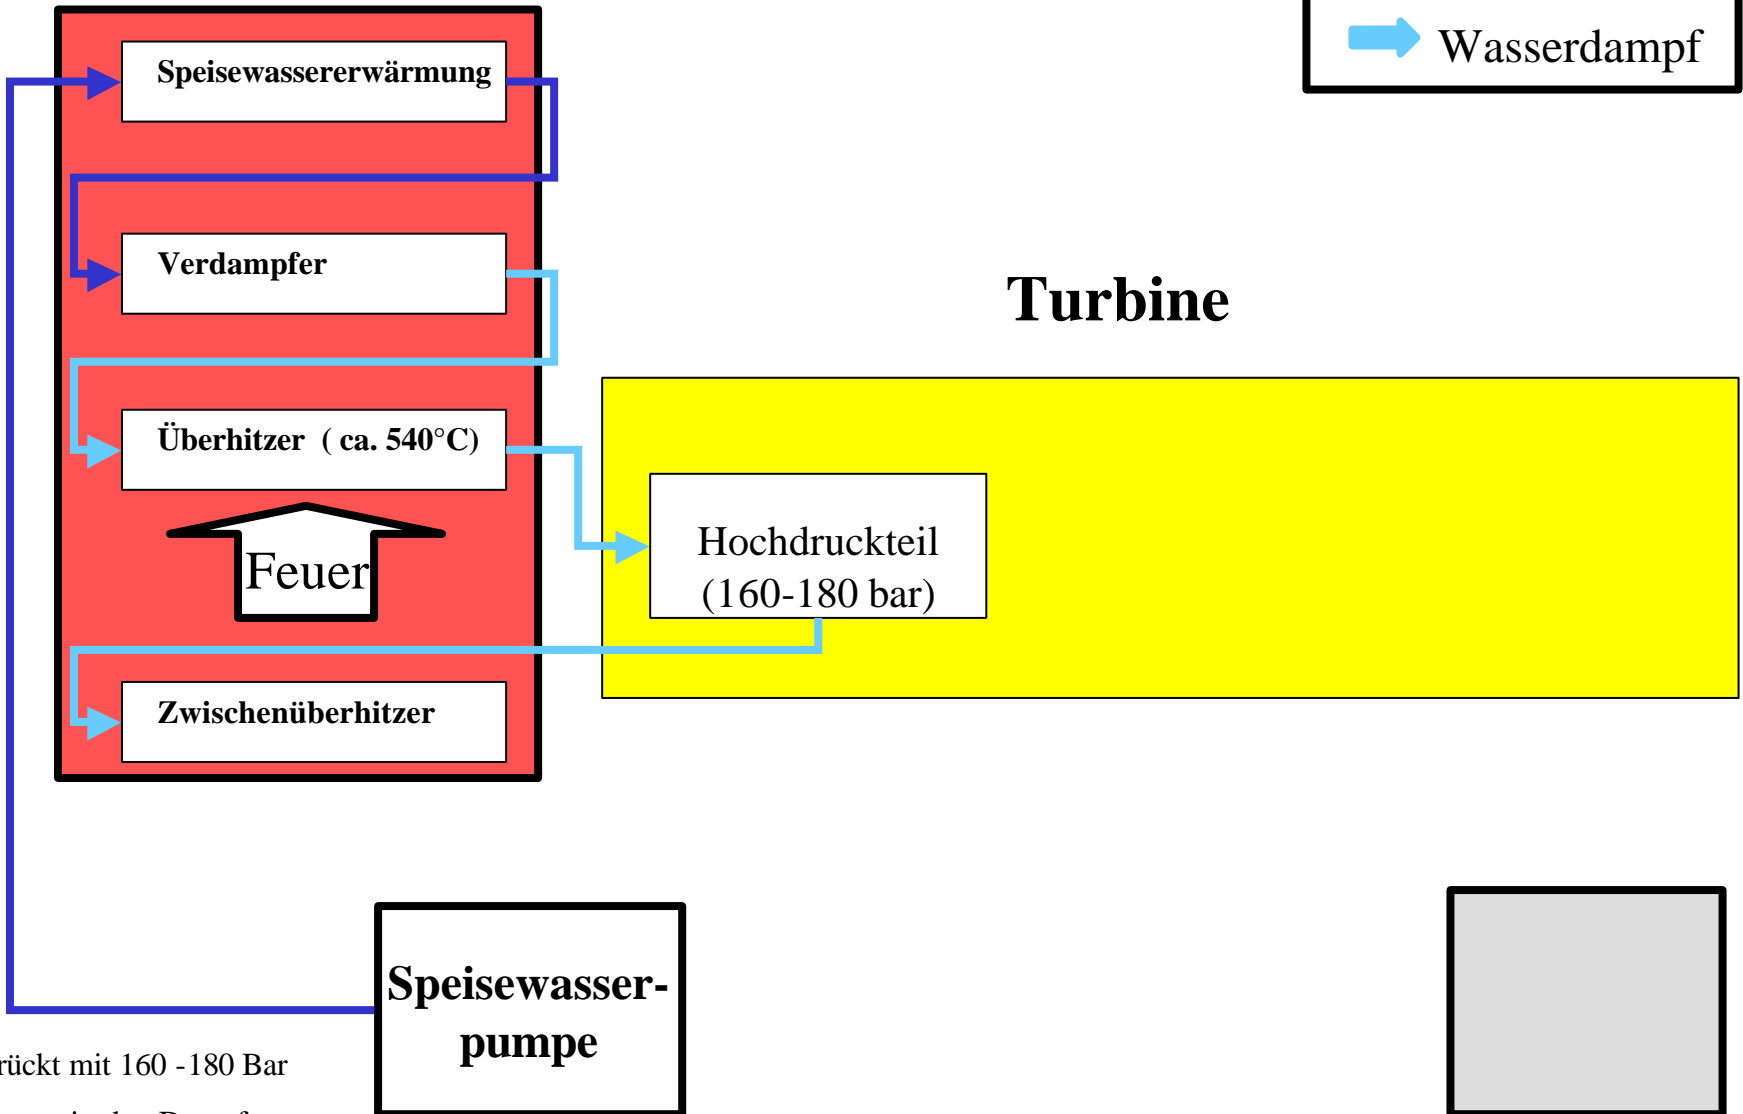 Wasserdampf
Speisewassererwärmung
Verdampfer
Turbine
Überhitzer ( ca. 540°C)
Feuer
Hochdruckteil
(160-180 bar)
Zwischenüberhitzer
Speisewasser-
pumpe
mit 160 -180 Bar